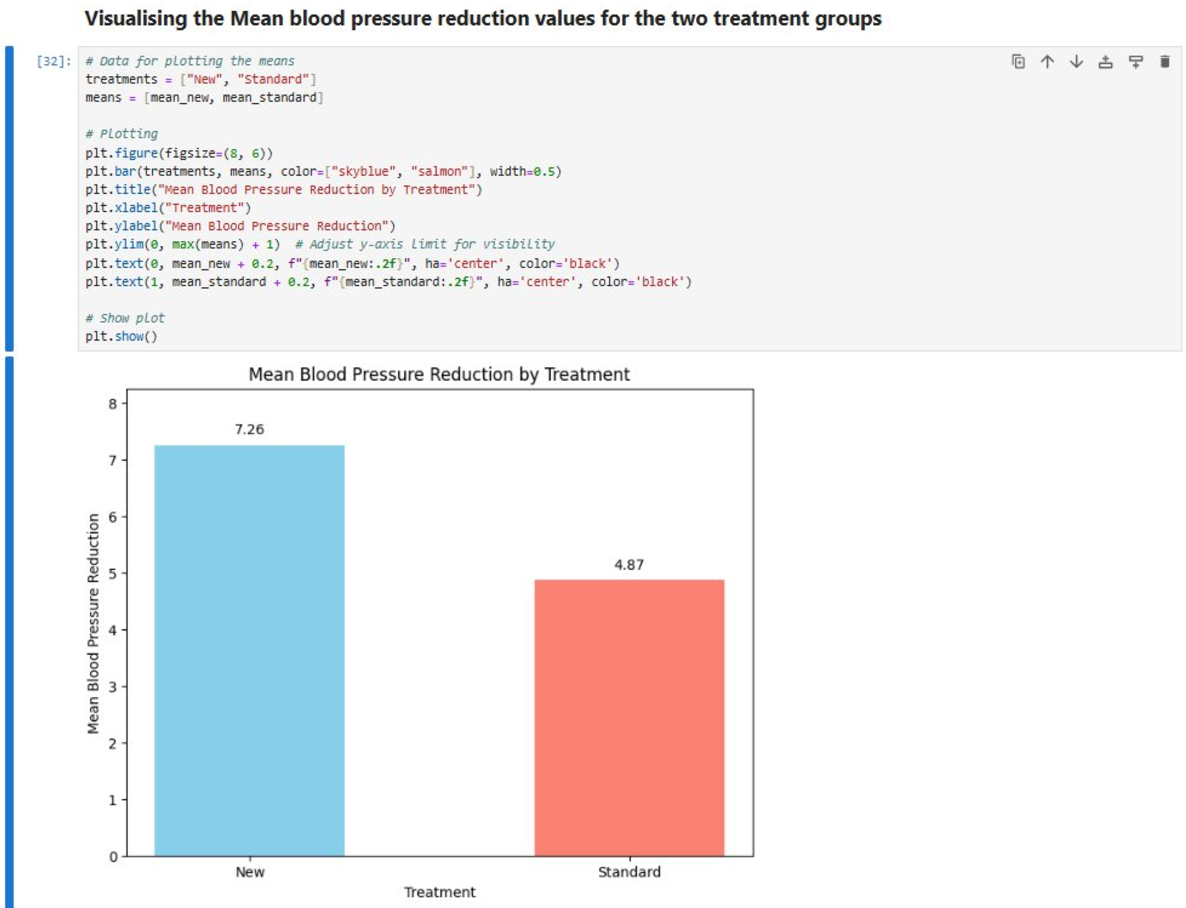 Visualising the Mean blood pressure reduction values for the two treatment groups
[32]:
# Data for plotting the means
treatments = ["New", "Standard"]
means = [mean_new, mean_standard]
# Plotting
plt.figure(figsize=(8, 6))
plt.bar(treatments, means, color=["skyblue", "salmon"], width=0.5)
plt.title("Mean Blood Pressure Reduction by Treatment")
plt.xlabel("Treatment")
plt.ylabel("Mean Blood Pressure Reduction")
plt.ylim(0, max(means) + 1)  # Adjust y-axis limit for visibility
plt.text(0, mean_new + 0.2, f"{mean_new:.2f}", ha='center', color='black')
plt.text(1, mean_standard + 0.2, f"{mean_standard:.2f}", ha='center', color='black')
# Show plot
plt.show()
Mean Blood Pressure Reduction by Treatment
8
7
6
5
4
3
2
1
0
Mean Blood Pressure Reduction
7.26
4.87
New
Standard
Treatment